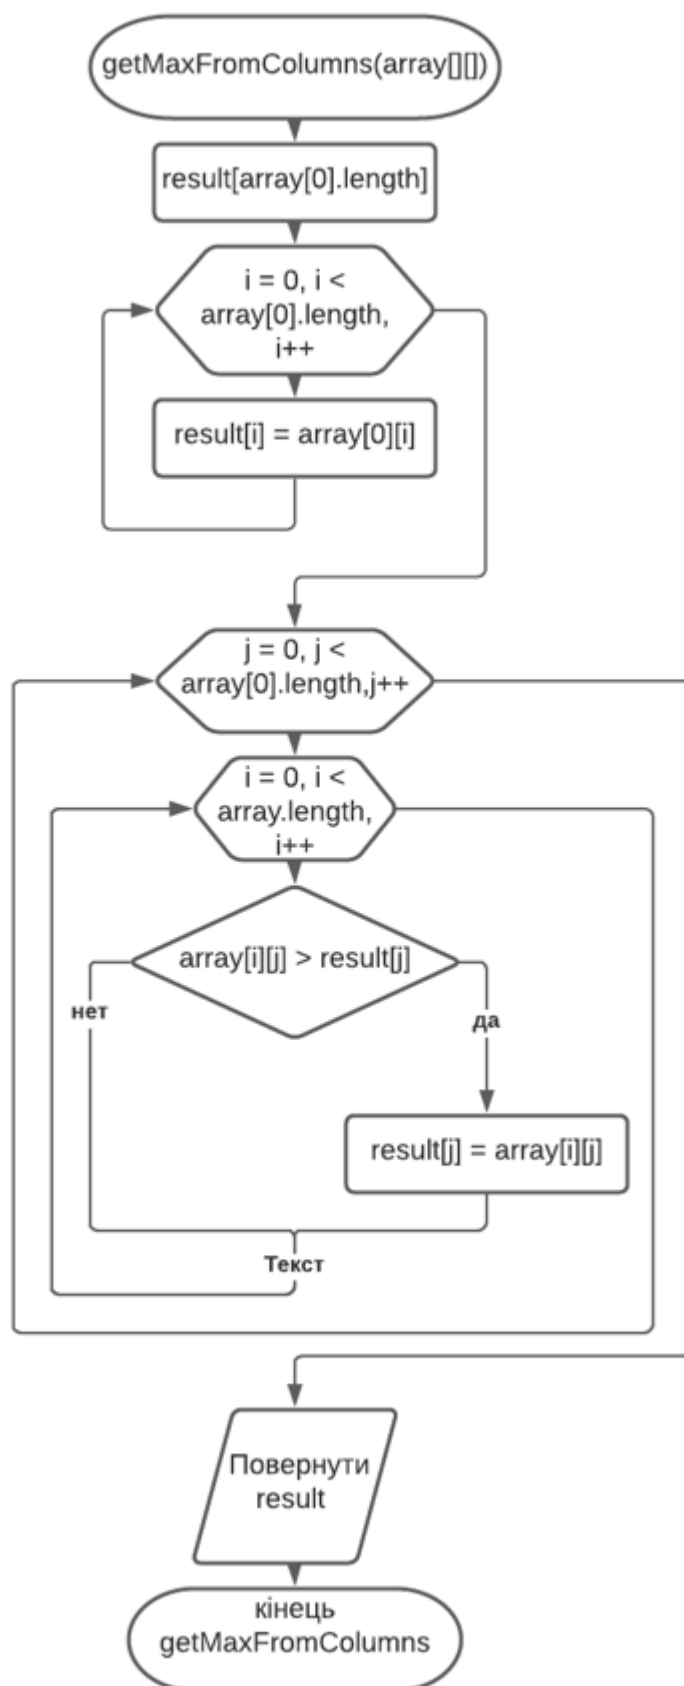 getMaxFromColumns(array[][])
result[array[0].length]
i = 0, i <
array[0].length,
i++
result[i] = array[0][i]
j = 0, j <
array[0].length,j++
i = 0, i <
array.length,
i++
array[i][j] > result[j]
нет
да
result[j] = array[i][j]
Текст
Повернути
result
кінець
getMaxFromColumns